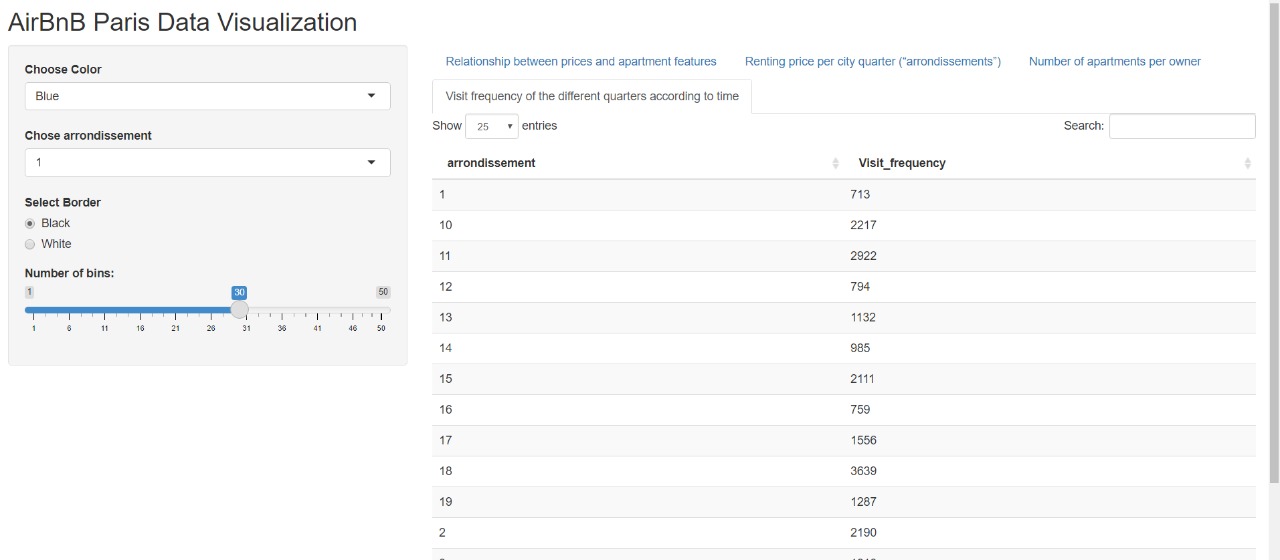 AirBnB Paris Data Visualization
Choose Color
Blue
Chose arrondissement
1
Select Border
Black
White
Number of bins:
1 30 50
1 6 11 16 21 26 31 36 41 46 50
Relationship between prices and apartment features Renting price per city quarter (“arrondissements”) Number of apartments per owner
Visit frequency of the different quarters according to time
Show 25 entries Search:
arrondissement Visit_frequency
1 713
10 2217
11 2922
12 794
13 1132
14 985
15 2111
16 759
17 1556
18 3639
19 1287
2 2190